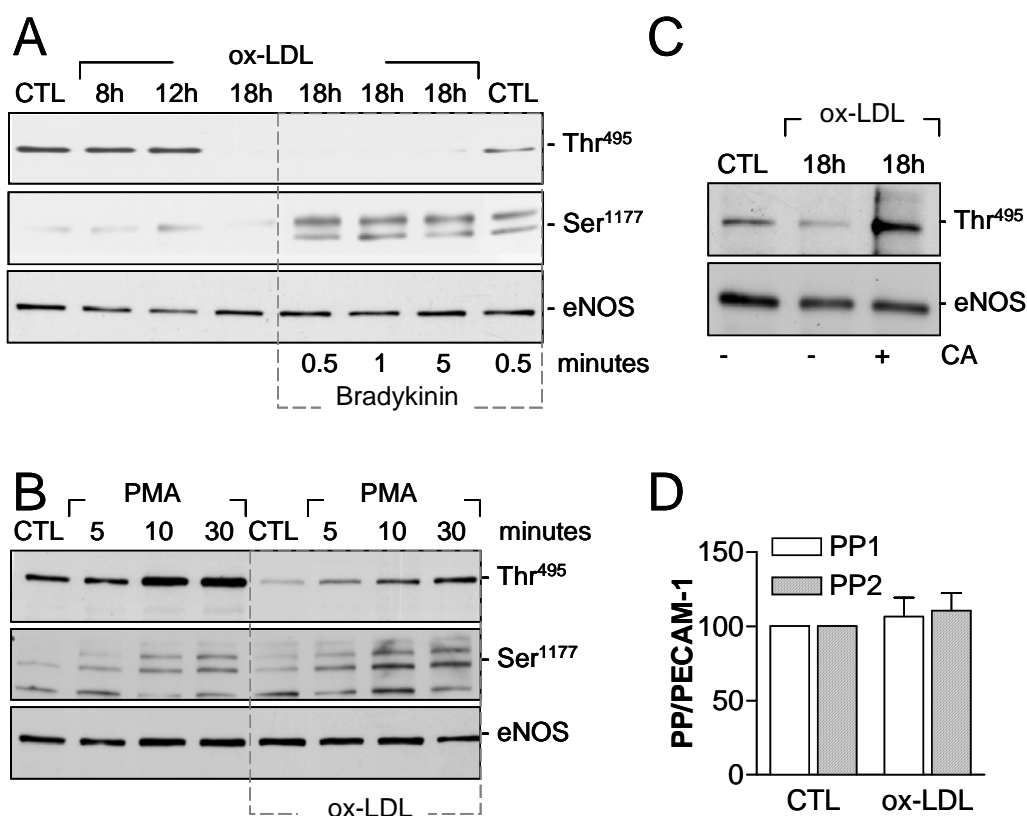 A
ox-LDL
CTL 8h 12h 18h 18h 18h 18h CTL
- Thr⁴⁹⁵
- Ser¹¹⁷⁷
- eNOS
0.5 1 5 0.5 minutes
Bradykinin
C
ox-LDL
CTL 18h 18h
- Thr⁴⁹⁵
- eNOS
- - + CA
B
PMA PMA
CTL 5 10 30 CTL 5 10 30 minutes
- Thr⁴⁹⁵
- Ser¹¹⁷⁷
- eNOS
ox-LDL
D
PP/PECAM-1
150
100
50
0
PP1
PP2
CTL ox-LDL